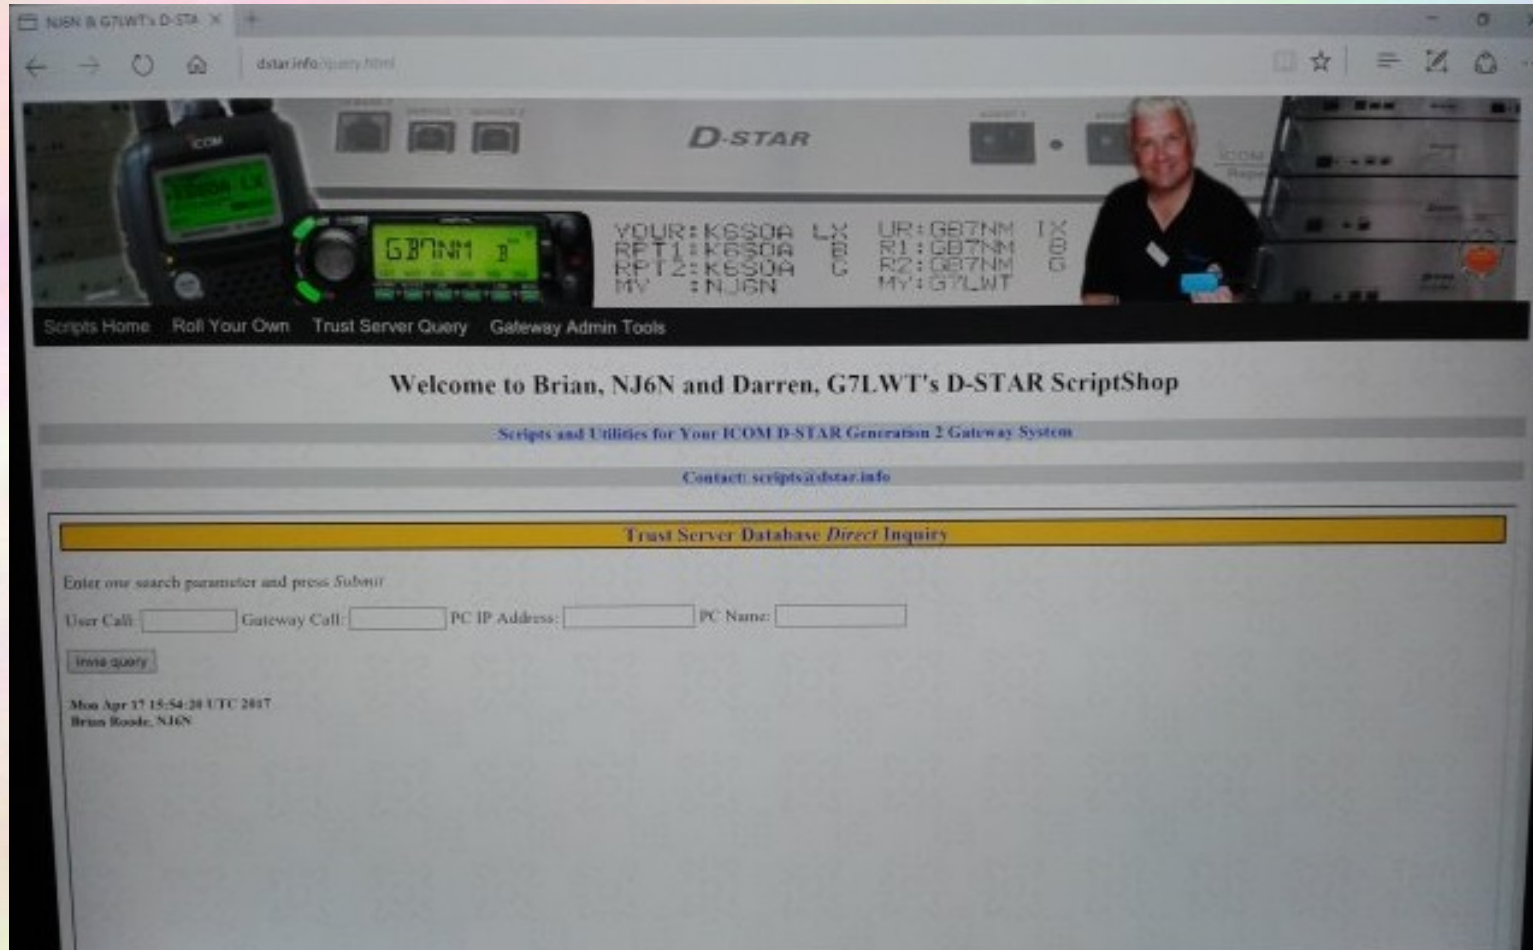 NJ6N & G7LWT's D-STA
dstar.info/query.html
ICOM
D-STAR
ICOM
GB7NM B
YOUR:K6SOA LX UR:GB7NM IX
RPT1:K6SOA B R1:GB7NM B
RPT2:K6SOA G R2:GB7NM G
MY :NJ6N MY:G7LWT
Scripts Home Roll Your Own Trust Server Query Gateway Admin Tools
Welcome to Brian, NJ6N and Darren, G7LWT's D-STAR ScriptShop
Scripts and Utilities for Your ICOM D-STAR Generation 2 Gateway System
Contact: scripts@dstar.info
Trust Server Database Direct Inquiry
Enter one search parameter and press Submit
User Call: Gateway Call: PC IP Address: PC Name:
Invia query
Mon Apr 17 15:54:20 UTC 2017
Brian Roode, NJ6N